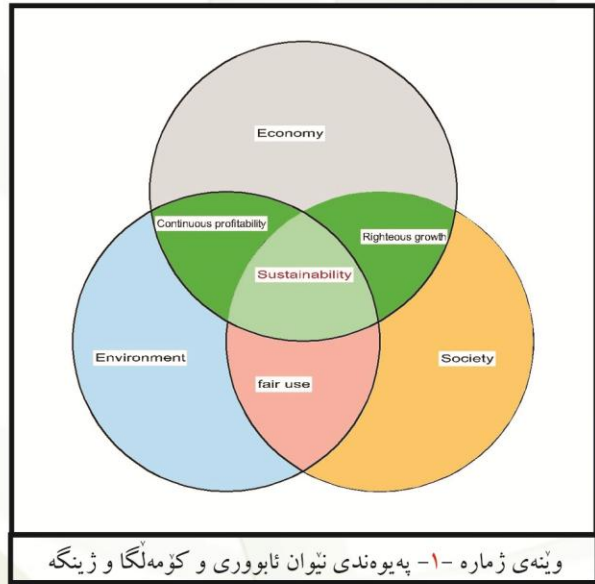 Economy
Continuous profitability
Righteous growth
Sustainability
Environment
Society
fair use
وێنەی ژمارە -١- پەیوەندی نێوان ئابووری و کۆمەڵگا و ژینگە